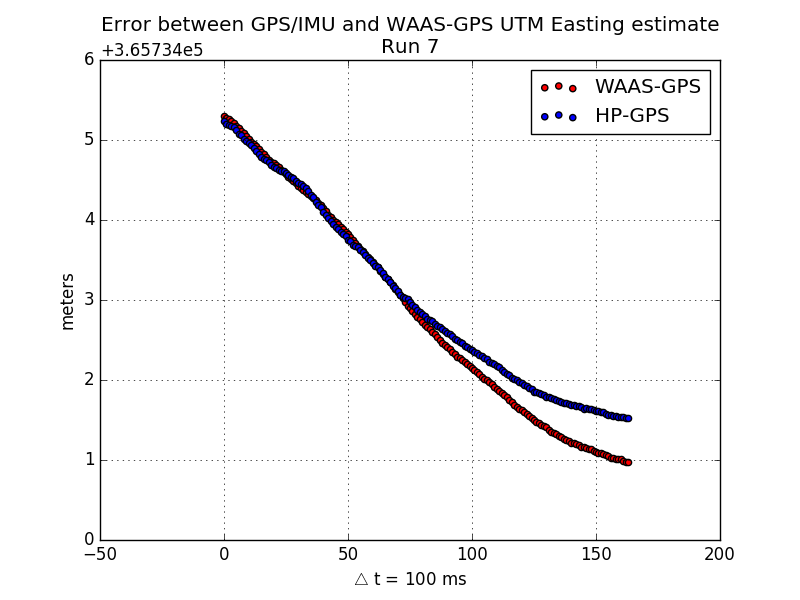 Error between GPS/IMU and WAAS-GPS UTM Easting estimate
Run 7
+3.65734e5
WAAS-GPS
HP-GPS
6
5
4
3
2
1
0
meters
−50 0 50 100 150 200
△ t = 100 ms